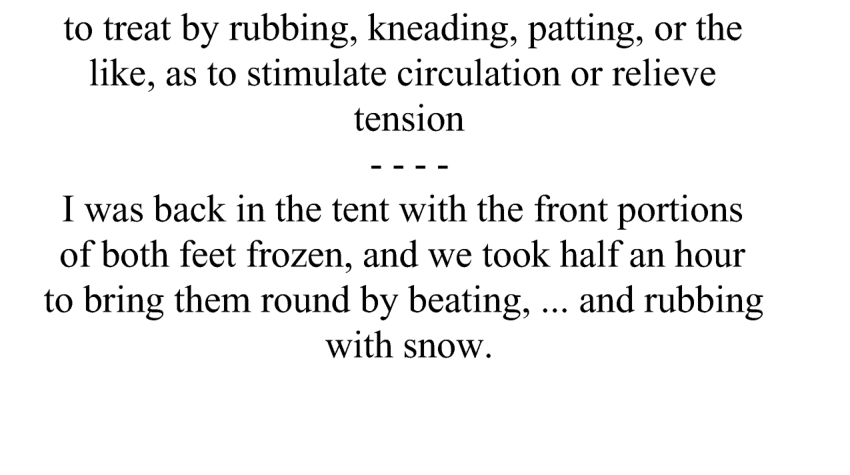 to treat by rubbing, kneading, patting, or the
like, as to stimulate circulation or relieve
tension
- - - -
I was back in the tent with the front portions
of both feet frozen, and we took half an hour
to bring them round by beating, ... and rubbing
with snow.